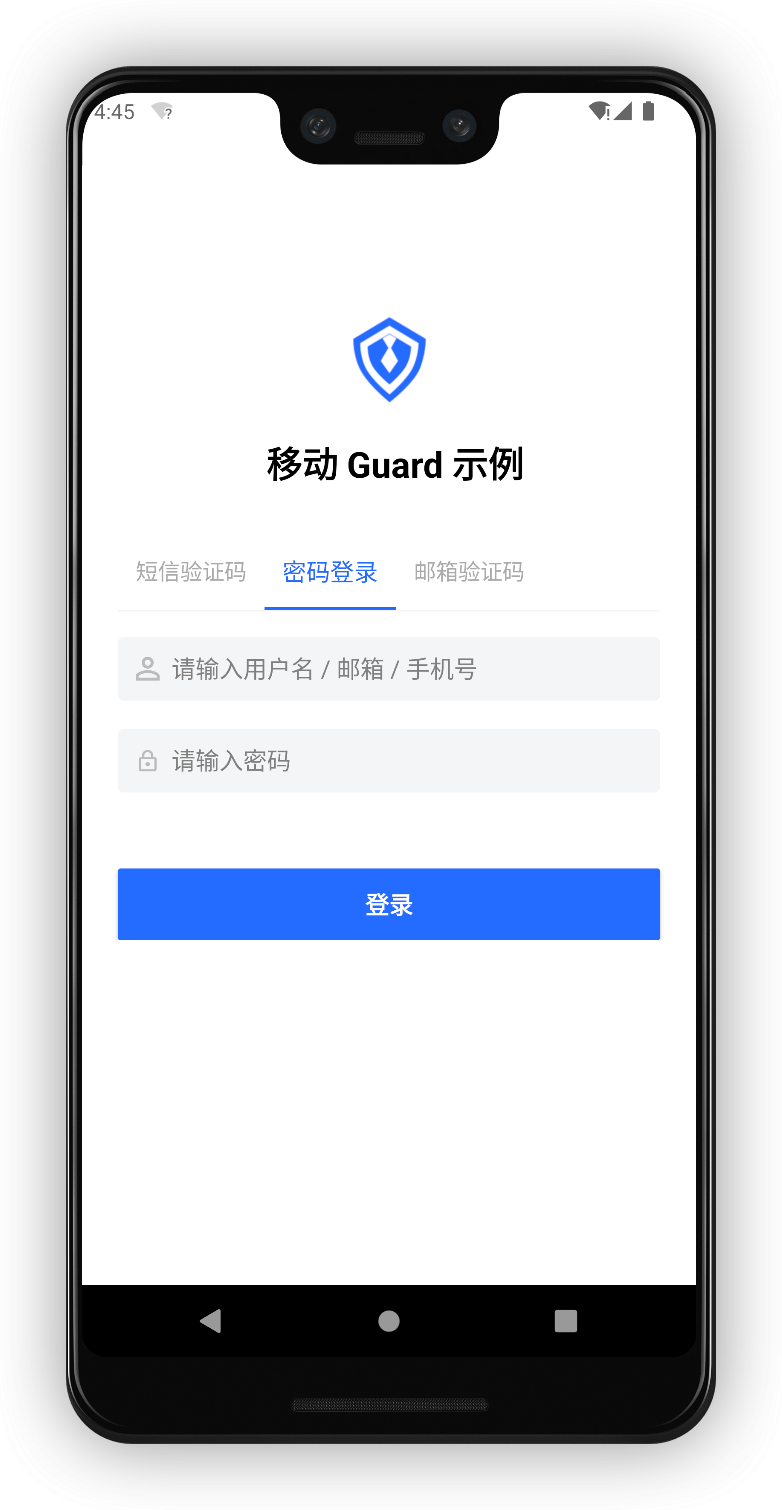 4:45
移动 Guard 示例
短信验证码 密码登录 邮箱验证码
请输入用户名 / 邮箱 / 手机号
请输入密码
登录